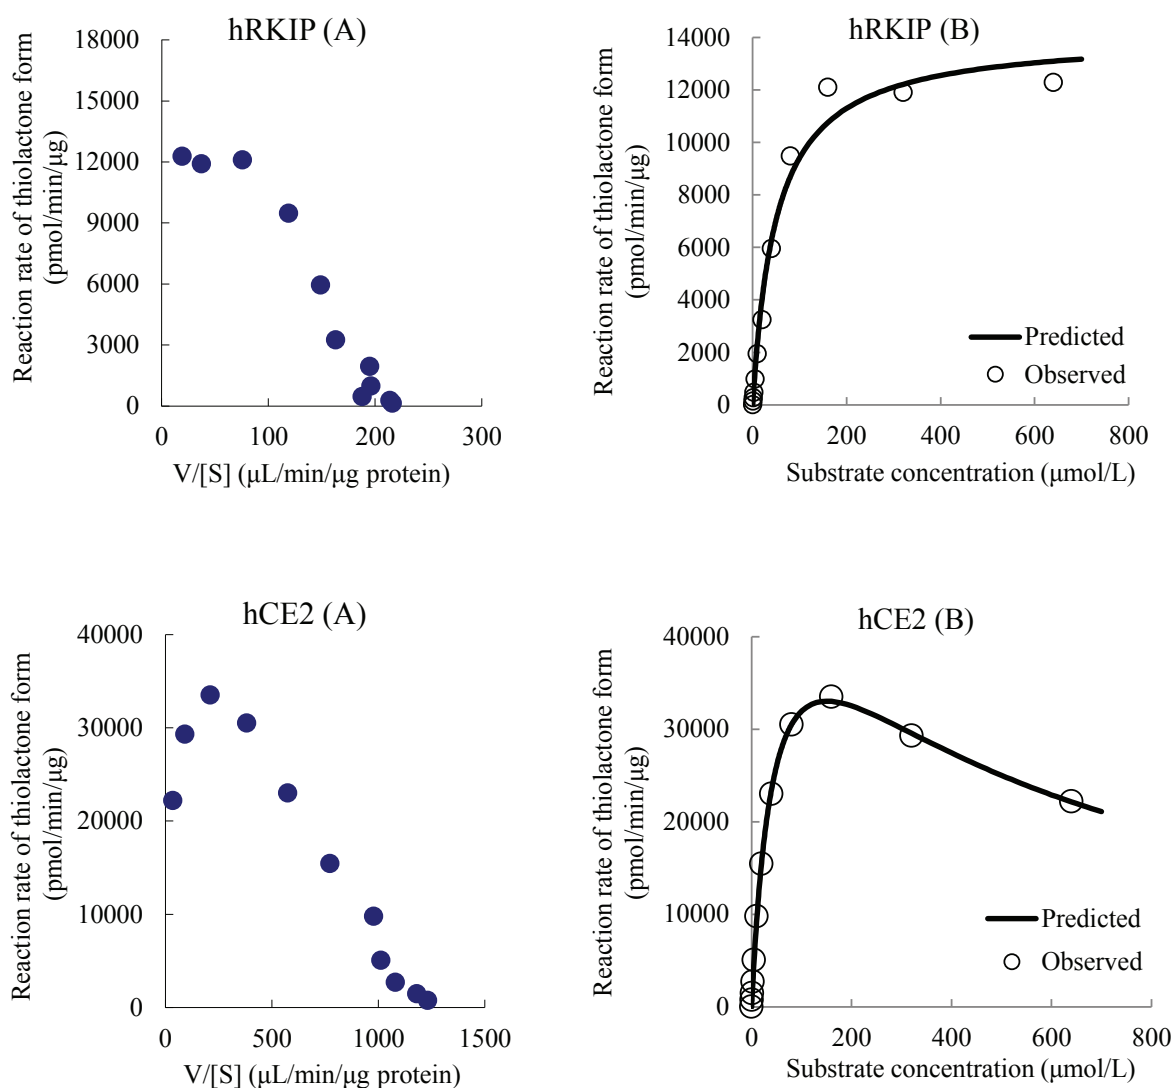 hRKIP (A)
Reaction rate of thiolactone form
(pmol/min/μg)
18000
15000
12000
9000
6000
3000
0
0 100 200 300
V/[S] (μL/min/μg protein)
hRKIP (B)
Reaction rate of thiolactone form
(pmol/min/μg)
14000
12000
10000
8000
6000
4000
2000
0
Predicted
Observed
0 200 400 600 800
Substrate concentration (μmol/L)
hCE2 (A)
Reaction rate of thiolactone form
(pmol/min/μg)
40000
30000
20000
10000
0
0 500 1000 1500
V/[S] (μL/min/μg protein)
hCE2 (B)
Reaction rate of thiolactone form
(pmol/min/μg)
40000
30000
20000
10000
0
Predicted
Observed
0 200 400 600 800
Substrate concentration (μmol/L)